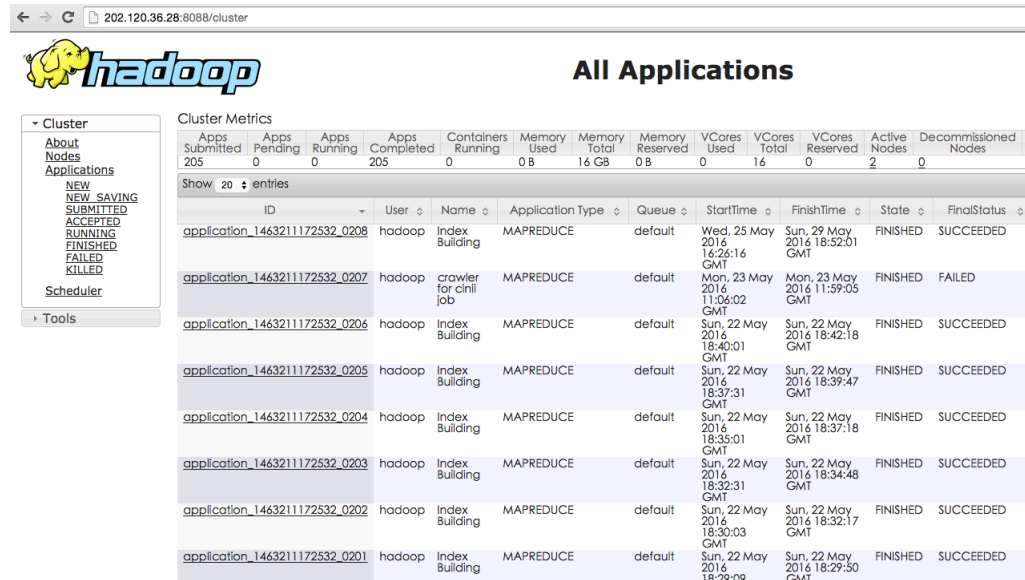 202.120.36.28:8088/cluster
hadoop
All Applications
Cluster
About
Nodes
Applications
NEW
NEW_SAVING
SUBMITTED
ACCEPTED
RUNNING
FINISHED
FAILED
KILLED
Scheduler
Tools
Cluster Metrics
Apps Submitted Apps Pending Apps Running Apps Completed Containers Running Memory Used Memory Total Memory Reserved VCores Used VCores Total VCores Reserved Active Nodes Decommissioned Nodes
205 0 0 205 0 0 B 16 GB 0 B 0 16 0 2 0
Show 20 entries
ID User Name Application Type Queue StartTime FinishTime State FinalStatus
application_1463211172532_0208 hadoop Index Building MAPREDUCE default Wed, 25 May 2016 16:26:16 GMT Sun, 29 May 2016 18:52:01 GMT FINISHED SUCCEEDED
application_1463211172532_0207 hadoop crawler for cinii job MAPREDUCE default Mon, 23 May 2016 11:06:02 GMT Mon, 23 May 2016 11:59:05 GMT FINISHED FAILED
application_1463211172532_0206 hadoop Index Building MAPREDUCE default Sun, 22 May 2016 18:40:01 GMT Sun, 22 May 2016 18:42:18 GMT FINISHED SUCCEEDED
application_1463211172532_0205 hadoop Index Building MAPREDUCE default Sun, 22 May 2016 18:37:31 GMT Sun, 22 May 2016 18:39:47 GMT FINISHED SUCCEEDED
application_1463211172532_0204 hadoop Index Building MAPREDUCE default Sun, 22 May 2016 18:35:01 GMT Sun, 22 May 2016 18:37:18 GMT FINISHED SUCCEEDED
application_1463211172532_0203 hadoop Index Building MAPREDUCE default Sun, 22 May 2016 18:32:31 GMT Sun, 22 May 2016 18:34:48 GMT FINISHED SUCCEEDED
application_1463211172532_0202 hadoop Index Building MAPREDUCE default Sun, 22 May 2016 18:30:03 GMT Sun, 22 May 2016 18:32:17 GMT FINISHED SUCCEEDED
application_1463211172532_0201 hadoop Index Building MAPREDUCE default Sun, 22 May 2016 18:29:09 Sun, 22 May 2016 18:29:50 GMT FINISHED SUCCEEDED